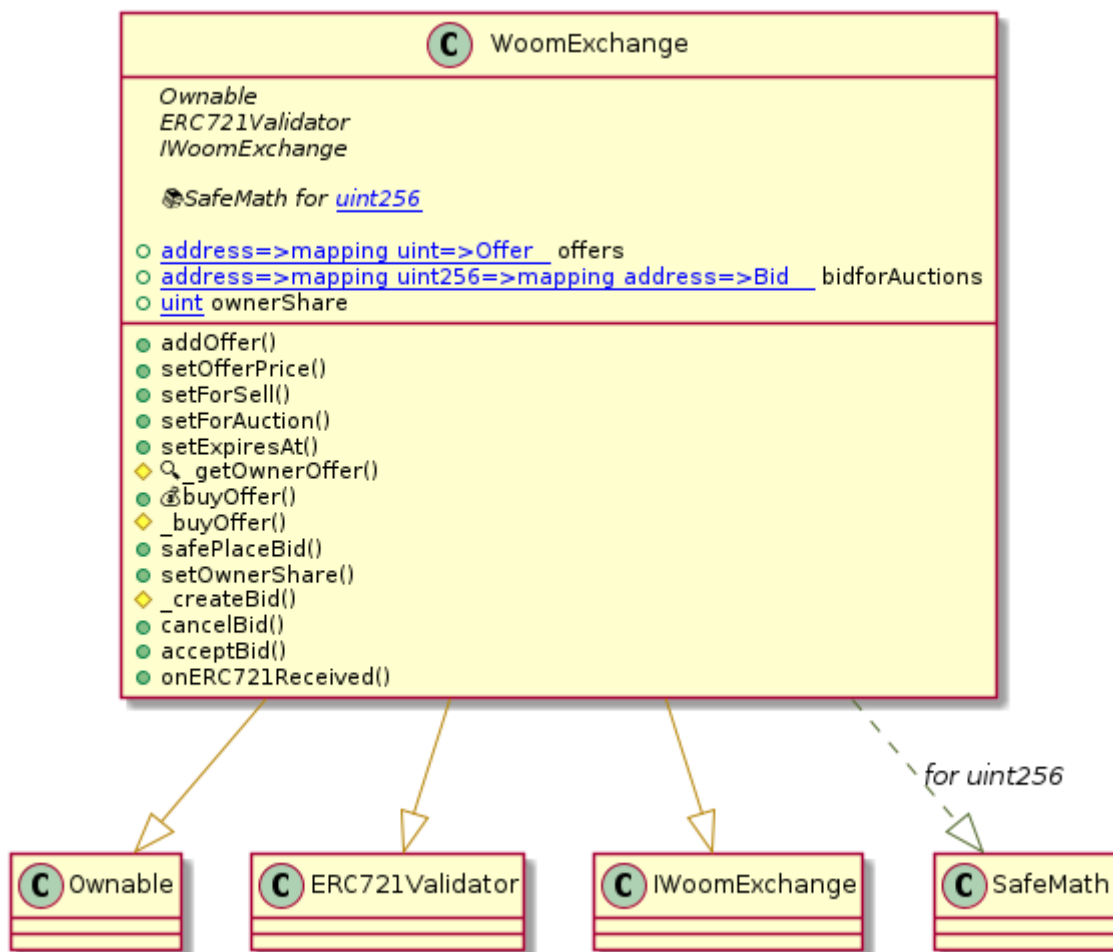 C WoomExchange
Ownable
ERC721Validator
IWoomExchange
📚SafeMath for uint256
address=>mapping uint=>Offer offers
address=>mapping uint256=>mapping address=>Bid bidforAuctions
uint ownerShare
addOffer()
setOfferPrice()
setForSell()
setForAuction()
setExpiresAt()
🔍_getOwnerOffer()
💰buyOffer()
_buyOffer()
safePlaceBid()
setOwnerShare()
_createBid()
cancelBid()
acceptBid()
onERC721Received()
for uint256
C Ownable
C ERC721Validator
C IWoomExchange
C SafeMath